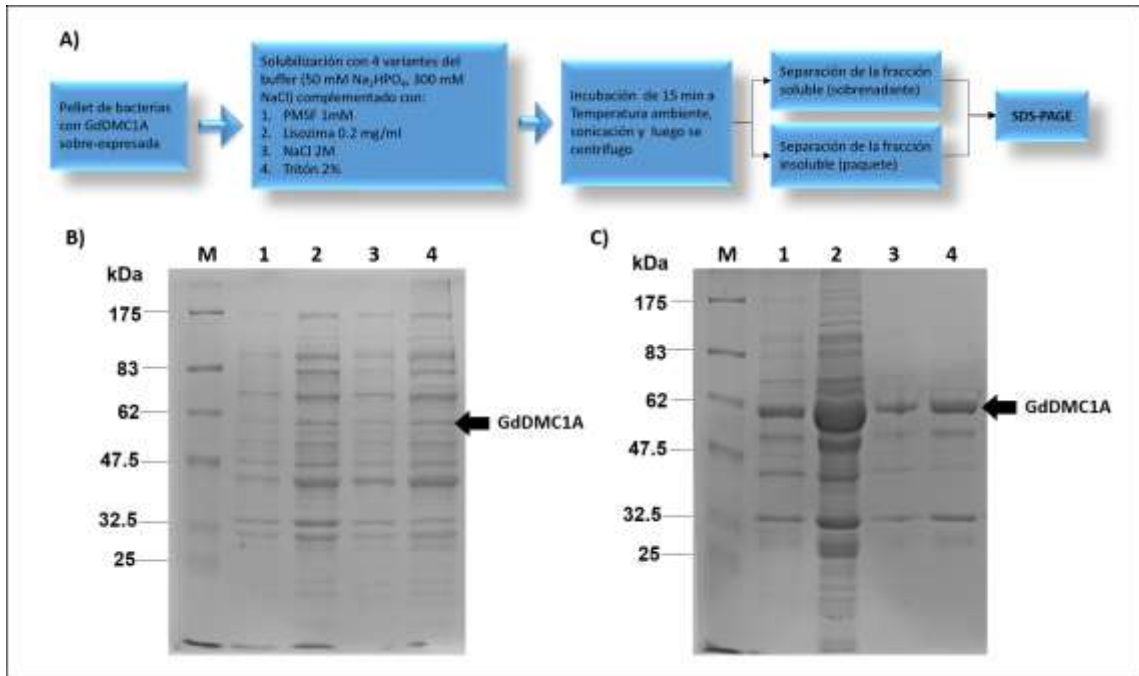 A)
Pellet de bacterias
con GdDMC1A
sobre-expresada
Solubilización con 4 variantes del
buffer (50 mM Na₂HPO₄, 300 mM
NaCl) complementado con:
1. PMSF 1mM
2. Lisozima 0.2 mg/ml
3. NaCl 2M
4. Tritón 2%
Incubación de 15 min a
Temperatura ambiente,
sonicación y luego se
centrífugo
Separación de la fracción
soluble (sobrenadante)
Separación de la fracción
insoluble (paquete)
SDS-PAGE
B)
kDa
M 1 2 3 4
175
83
62
47.5
32.5
25
GdDMC1A
C)
kDa
M 1 2 3 4
175
83
62
47.5
32.5
25
GdDMC1A